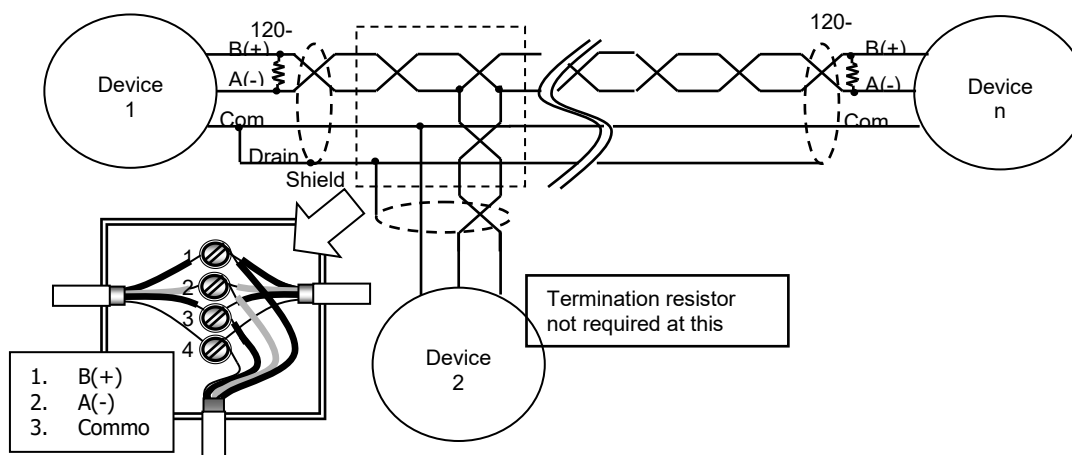 120-
120-
B(+)
B(+)
A(-)
A(-)
Device
1
Device
n
Com
Com
Drain
Shield
1
2
3
4
Termination resistor
not required at this
Device
2
1. B(+)
2. A(-)
3. Commo